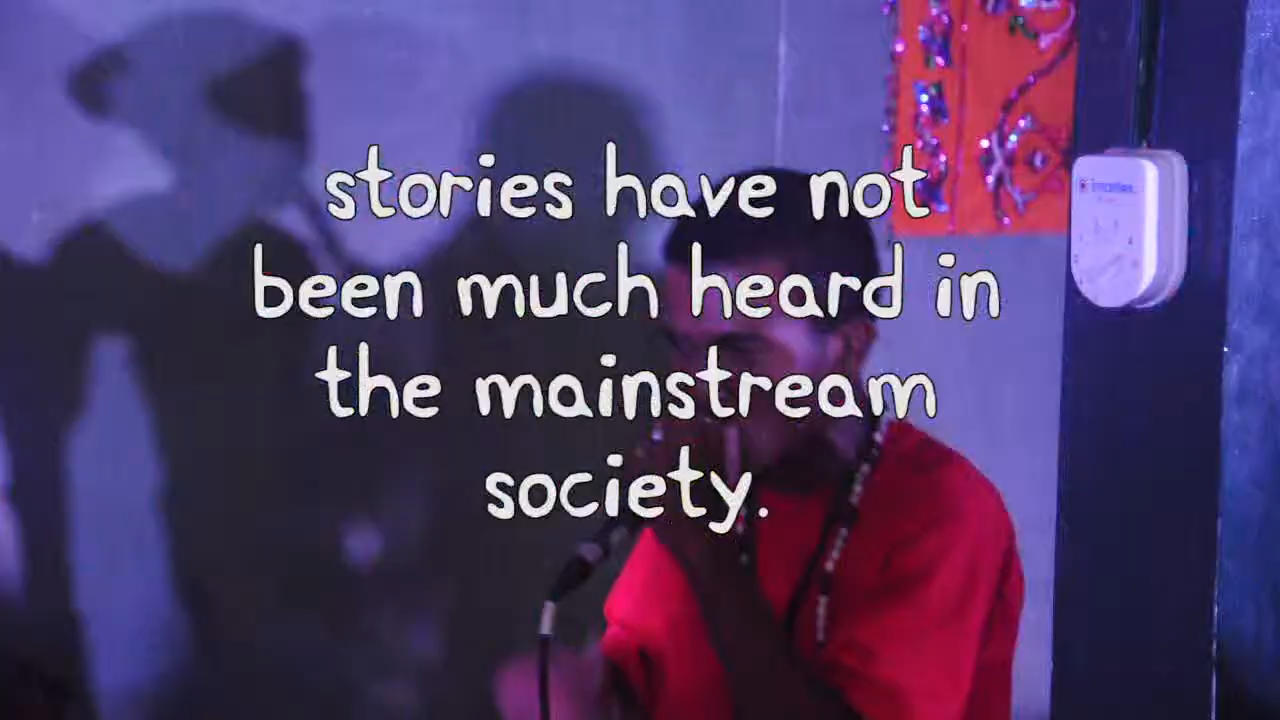 stories have not
been much heard in
the mainstream
society.